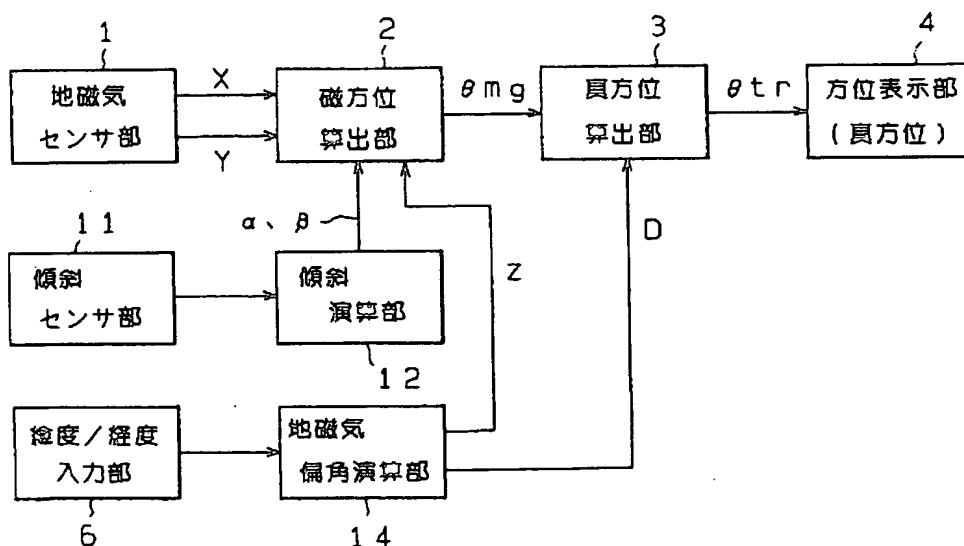 1
地磁気
センサ部
X
Y
2
磁方位
算出部
θmg
3
真方位
算出部
θtr
4
方位表示部
(真方位)
11
傾斜
センサ部
α、β
傾斜
演算部
12
Z
D
緯度/経度
入力部
6
地磁気
偏角演算部
14